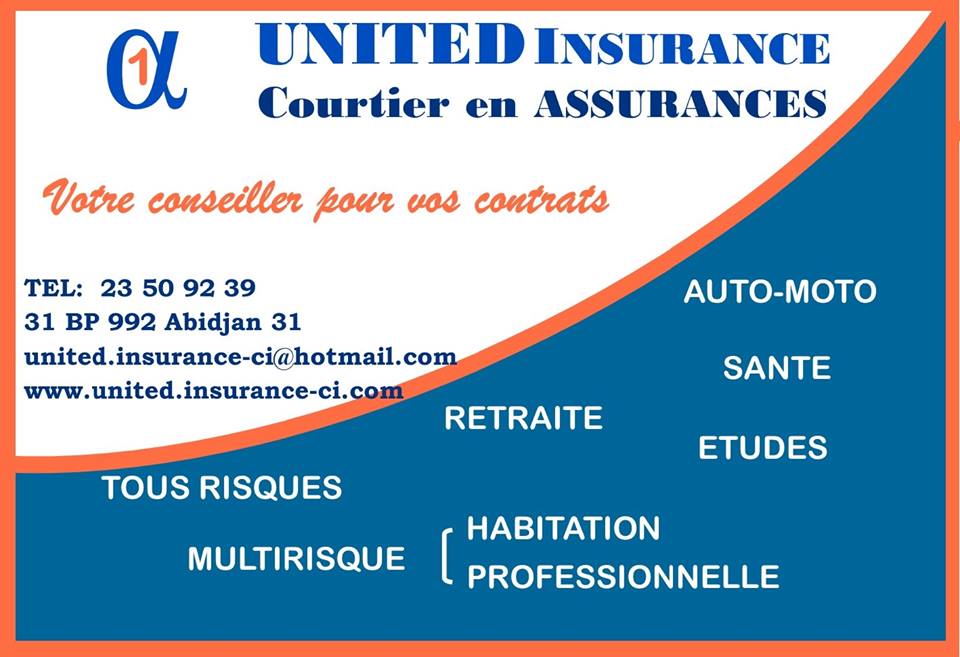 α1
UNITED INSURANCE
Courtier en ASSURANCES
Votre conseiller pour vos contrats
TEL: 23 50 92 39
31 BP 992 Abidjan 31
united.insurance-ci@hotmail.com
www.united.insurance-ci.com
AUTO-MOTO
SANTE
RETRAITE
ETUDES
TOUS RISQUES
HABITATION
MULTIRISQUE
PROFESSIONNELLE